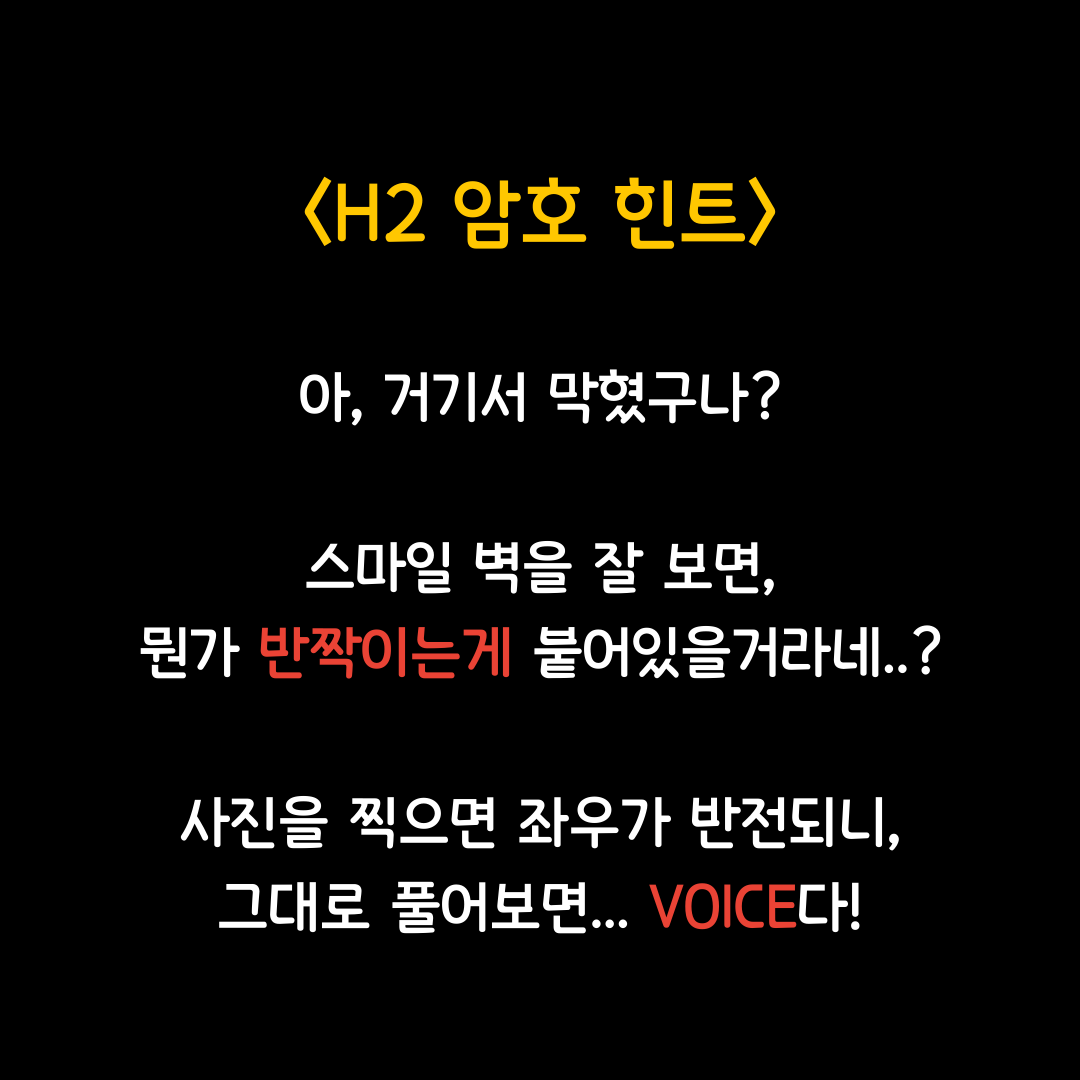 <H2 암호 힌트>
아, 거기서 막혔구나?
스마일 벽을 잘 보면,
뭔가 반짝이는게 붙어있을거라네..?
사진을 찍으면 좌우가 반전되니,
그대로 풀어보면... VOICE다!